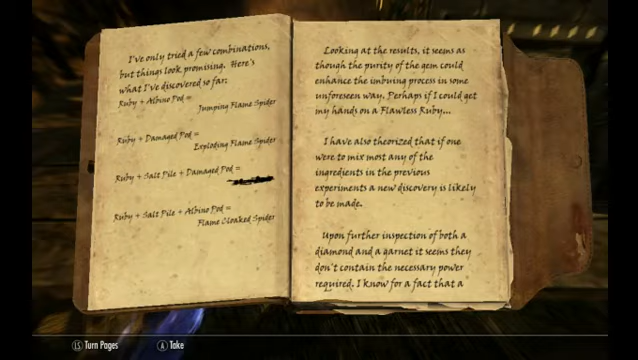 I've only tried a few combinations,
but things look promising. Here's
what I've discovered so far:
Ruby + Albino Pod =
Jumping Flame Spider
Ruby + Damaged Pod =
Exploding Flame Spider
Ruby + Salt Pile + Damaged Pod =
Ruby + Salt Pile + Albino Pod =
Flame Cloaked Spider
Looking at the results, it seems as
though the purity of the gem could
enhance the imbuing process in some
unforeseen way. Perhaps if I could get
my hands on a Flawless Ruby...
I have also theorized that if one
were to mix most any of the
ingredients in the previous
experiments a new discovery is likely
to be made.
Upon further inspection of both a
diamond and a garnet it seems they
don't contain the necessary power
required. I know for a fact that a
LS Turn Pages
A Take